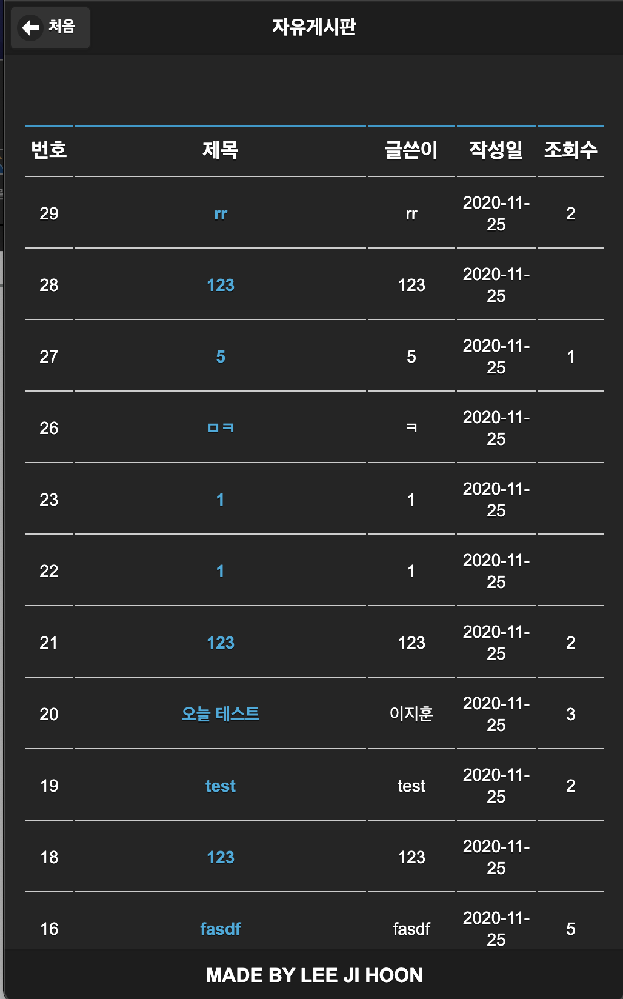 처음
자유게시판
번호 제목 글쓴이 작성일 조회수
29 rr rr 2020-11-25 2
28 123 123 2020-11-25
27 5 5 2020-11-25 1
26 ㅁㅋ ㅋ 2020-11-25
23 1 1 2020-11-25
22 1 1 2020-11-25
21 123 123 2020-11-25 2
20 오늘 테스트 이지훈 2020-11-25 3
19 test test 2020-11-25 2
18 123 123 2020-11-25
16 fasdf fasdf 2020-11-25 5
MADE BY LEE JI HOON